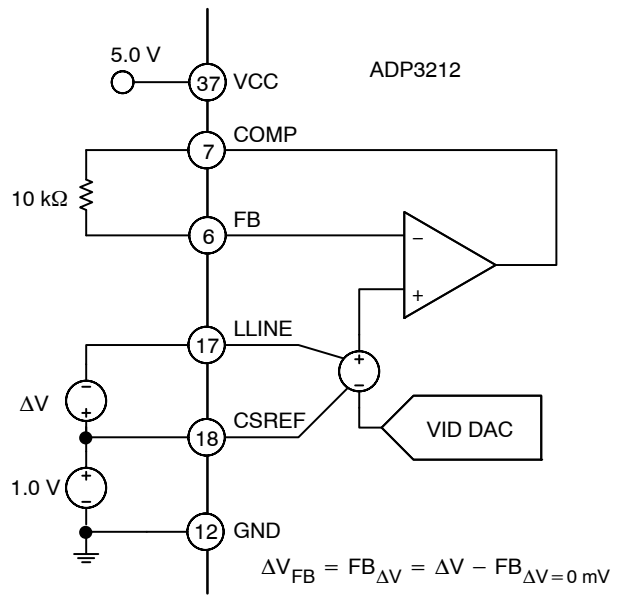 5.0 V
37
VCC
ADP3212
7
COMP
10 kΩ
6
FB
−
+
17
LLINE
+
−
−
+
ΔV
18
CSREF
VID DAC
+
−
1.0 V
12
GND
ΔV_FB = FB_ΔV = ΔV − FB_ΔV=0 mV